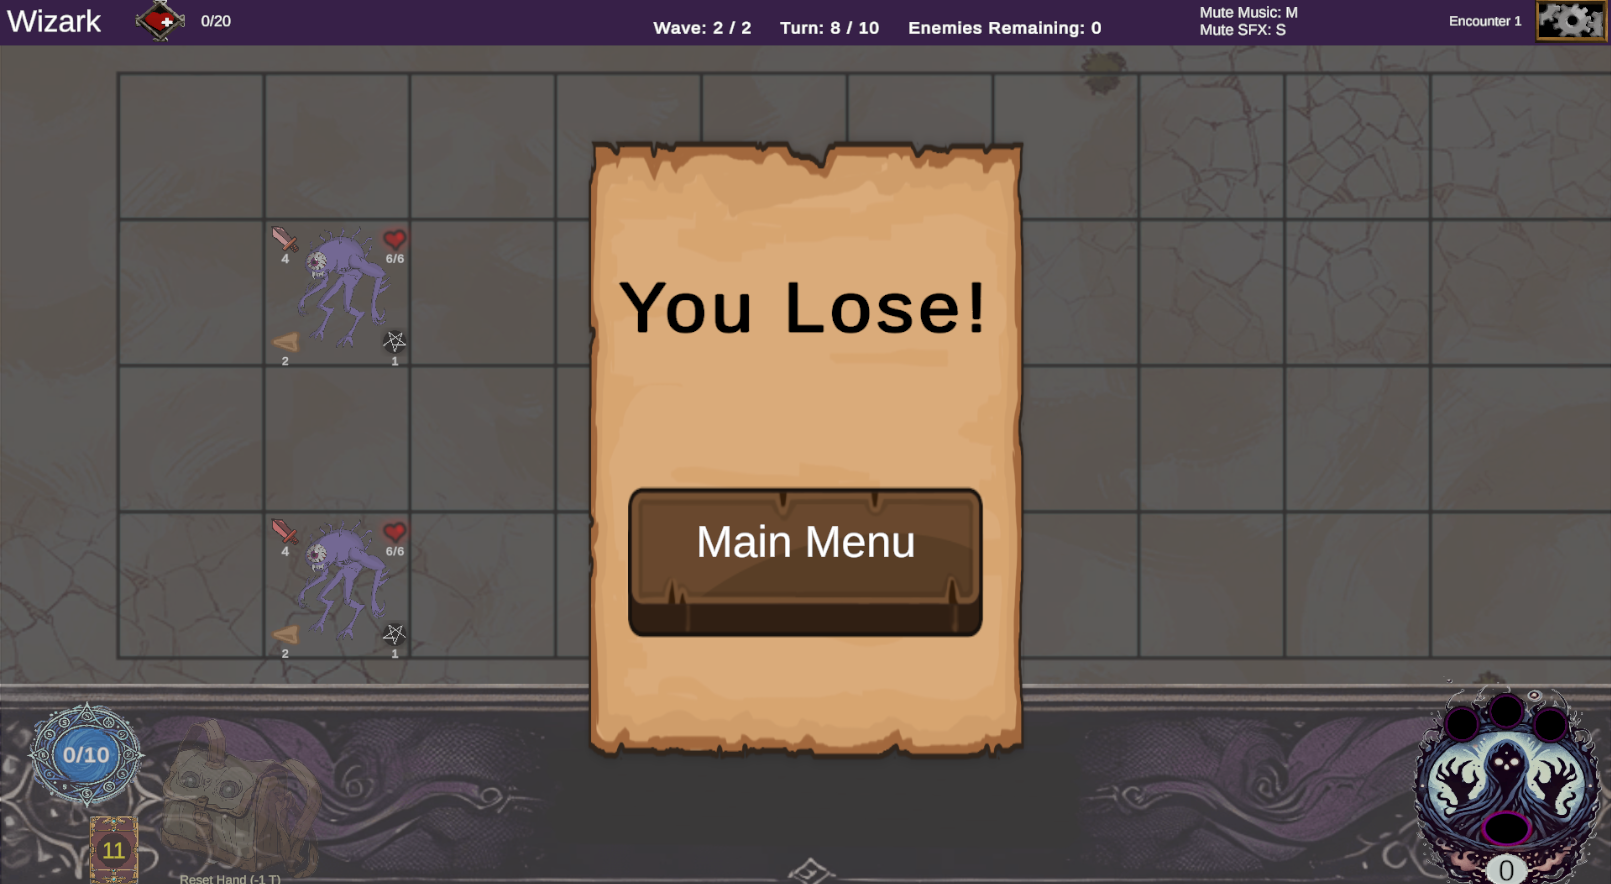 Wizark
0/20
Wave: 2 / 2
Turn: 8 / 10
Enemies Remaining: 0
Mute Music: M
Mute SFX: S
Encounter 1
4
6/6
2
1
You Lose!
Main Menu
4
6/6
2
1
0/10
11
Reset Hand (-1 T)
0